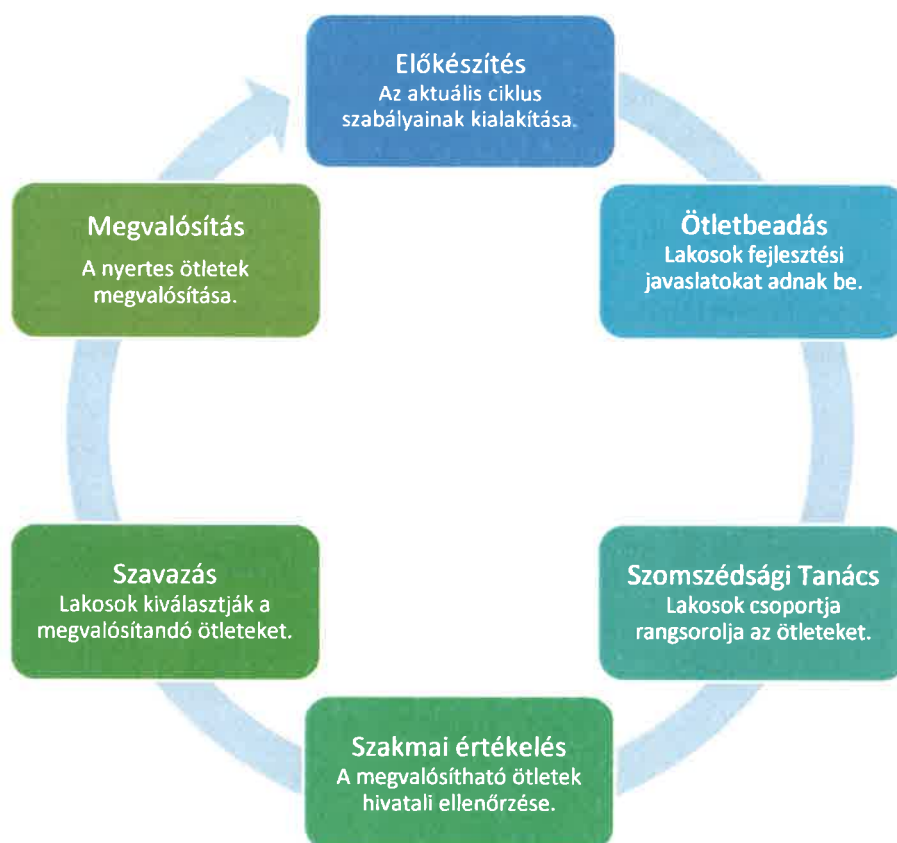 Előkészítés
Az aktuális ciklus
szabályainak kialakítása.
Ötletbeadás
Lakosok fejlesztési
javaslatokat adnak be.
Szomszédsági Tanács
Lakosok csoportja
rangsorolja az ötleteket.
Szakmai értékelés
A megvalósítható ötletek
hivatali ellenőrzése.
Szavazás
Lakosok kiválasztják a
megvalósítandó ötleteket.
Megvalósítás
A nyertes ötletek
megvalósítása.